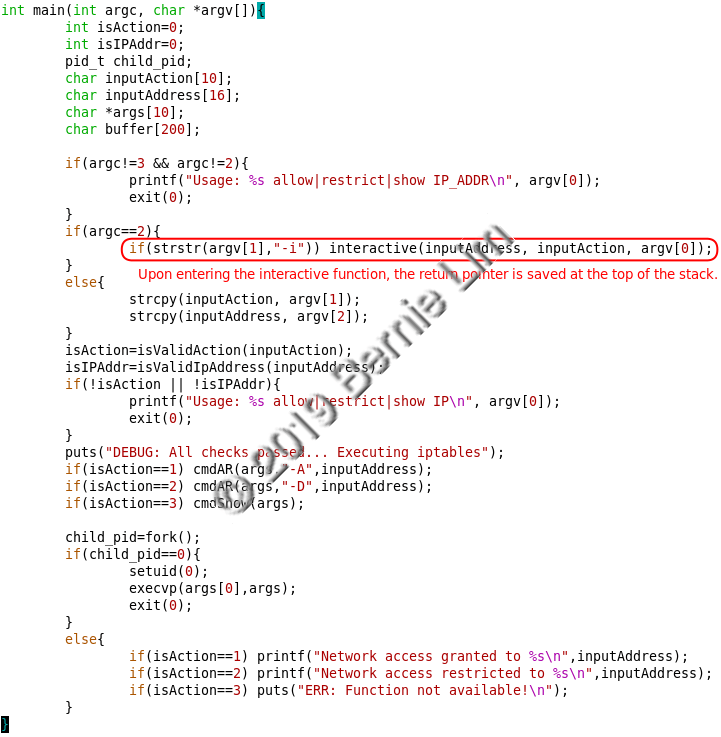 int main(int argc, char *argv[]){
int isAction=0;
int isIPAddr=0;
pid_t child_pid;
char inputAction[10];
char inputAddress[16];
char *args[10];
char buffer[200];
if(argc!=3 && argc!=2){
printf("Usage: %s allow|restrict|show IP_ADDR\n", argv[0]);
exit(0);
}
if(argc==2){
if(strstr(argv[1],"-i")) interactive(inputAddress, inputAction, argv[0]);
}
Upon entering the interactive function, the return pointer is saved at the top of the stack.
else{
strcpy(inputAction, argv[1]);
strcpy(inputAddress, argv[2]);
}
isAction=isValidAction(inputAction);
isIPAddr=isValidIpAddress(inputAddress);
if(!isAction || !isIPAddr){
printf("Usage: %s allow|restrict|show IP\n", argv[0]);
exit(0);
}
puts("DEBUG: All checks passed... Executing iptables");
if(isAction==1) cmdAR(args,"-A",inputAddress);
if(isAction==2) cmdAR(args,"-D",inputAddress);
if(isAction==3) cmdShow(args);
child_pid=fork();
if(child_pid==0){
setuid(0);
execvp(args[0],args);
exit(0);
}
else{
if(isAction==1) printf("Network access granted to %s\n",inputAddress);
if(isAction==2) printf("Network access restricted to %s\n",inputAddress);
if(isAction==3) puts("ERR: Function not available!\n");
}
}
© 2019 Bernie Lim